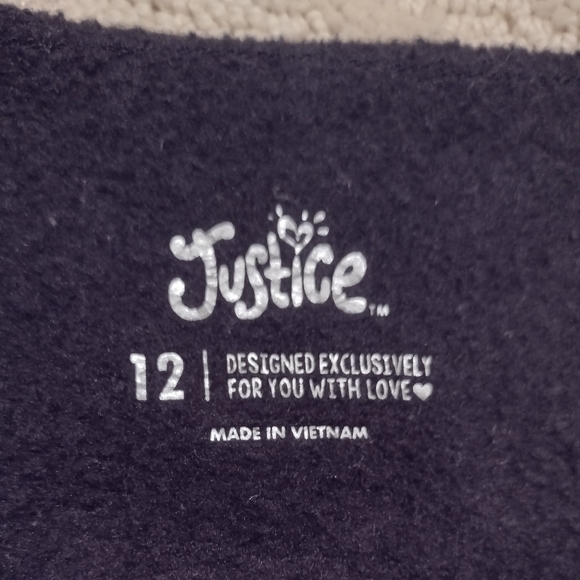 Justice™
12 | DESIGNED EXCLUSIVELY
FOR YOU WITH LOVE♥
MADE IN VIETNAM